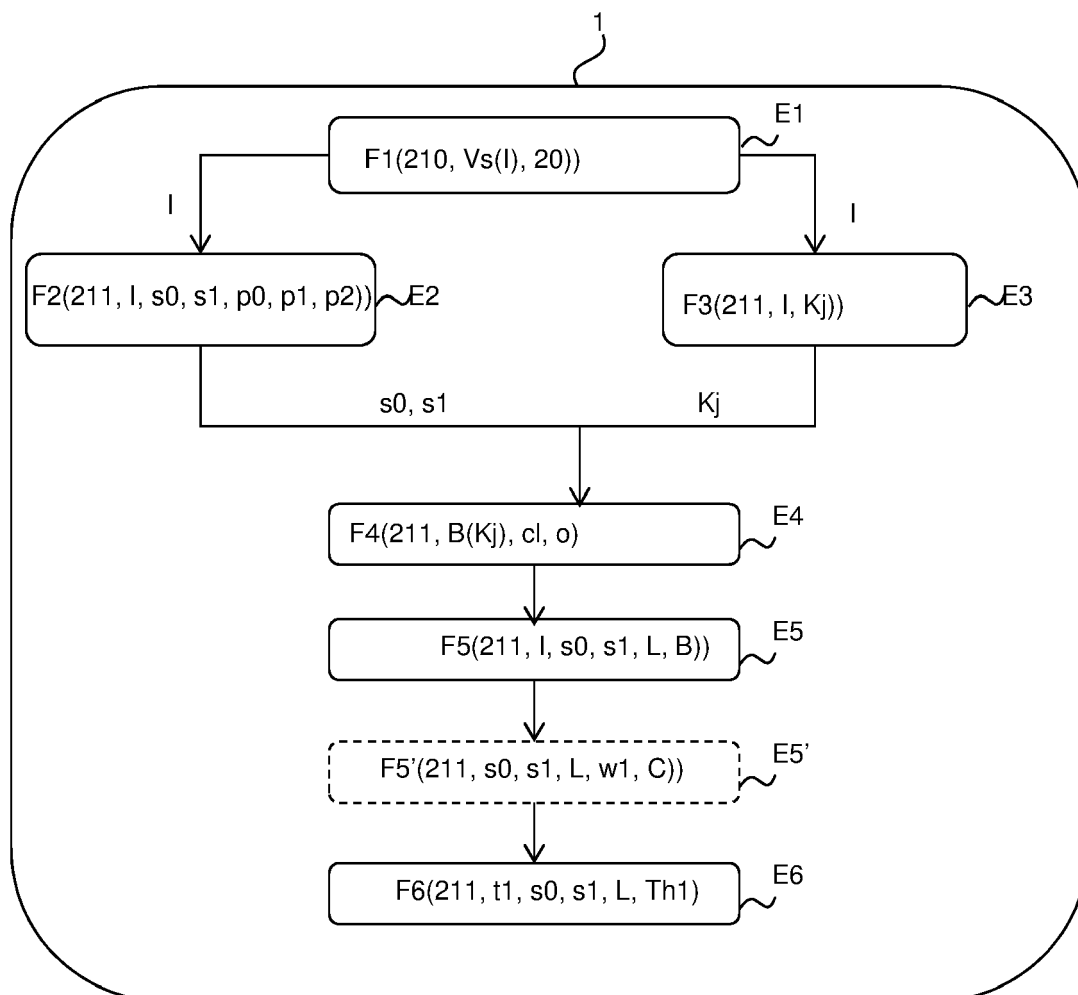 1
E1
F1(210, Vs(I), 20))
I
I
F2(211, I, s0, s1, p0, p1, p2))
E2
F3(211, I, Kj))
E3
s0, s1
Kj
F4(211, B(Kj), cl, o)
E4
F5(211, I, s0, s1, L, B))
E5
F5'(211, s0, s1, L, w1, C))
E5'
F6(211, t1, s0, s1, L, Th1)
E6